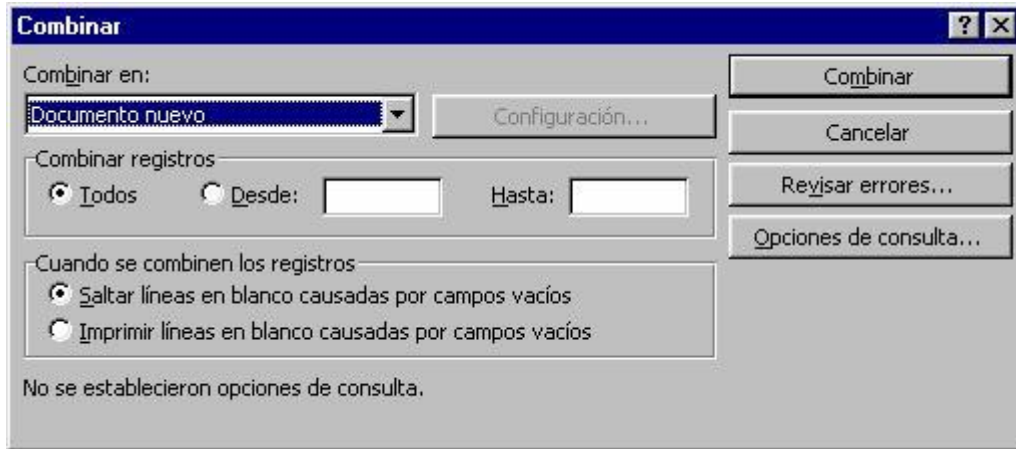 Combinar
Combinar en:
Documento nuevo
Configuración...
Combinar registros
Todos Desde: Hasta:
Cuando se combinen los registros
Saltar líneas en blanco causadas por campos vacíos
Imprimir líneas en blanco causadas por campos vacíos
No se establecieron opciones de consulta.
Combinar
Cancelar
Revisar errores...
Opciones de consulta...